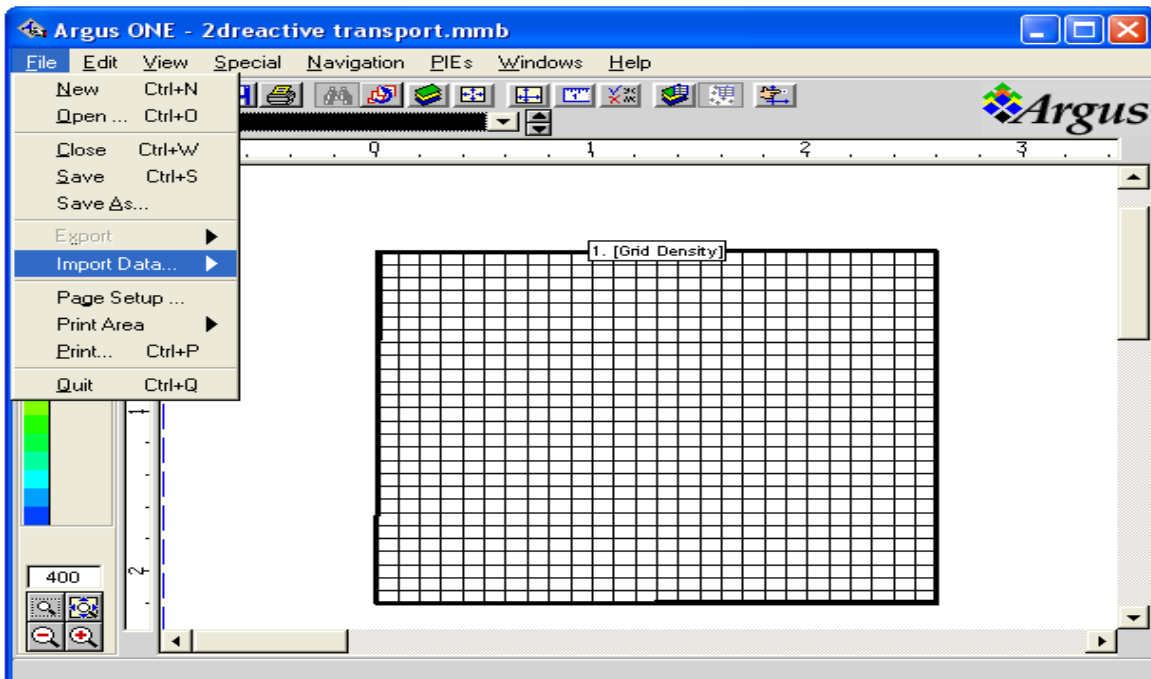 Argus ONE - 2dreactive transport.mmb
File Edit View Special Navigation PIEs Windows Help
New Ctrl+N
Open ... Ctrl+O
Close Ctrl+W
Save Ctrl+S
Save As...
Export
Import Data...
Page Setup ...
Print Area
Print... Ctrl+P
Quit Ctrl+Q
Argus
0 1 2 3
1. [Grid Density]
1
2
400